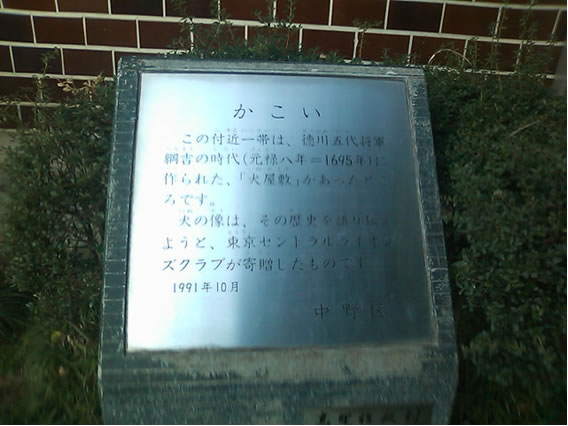 かこい
この付近一帯は、徳川五代将軍
綱吉の時代(元禄八年＝1695年)に
作られた、「犬屋敷」があったとこ
ろです。
犬の像は、その歴史を語り伝え
ようと、東京セントラルライオン
ズクラブが寄贈したものです
1991年10月
中野区